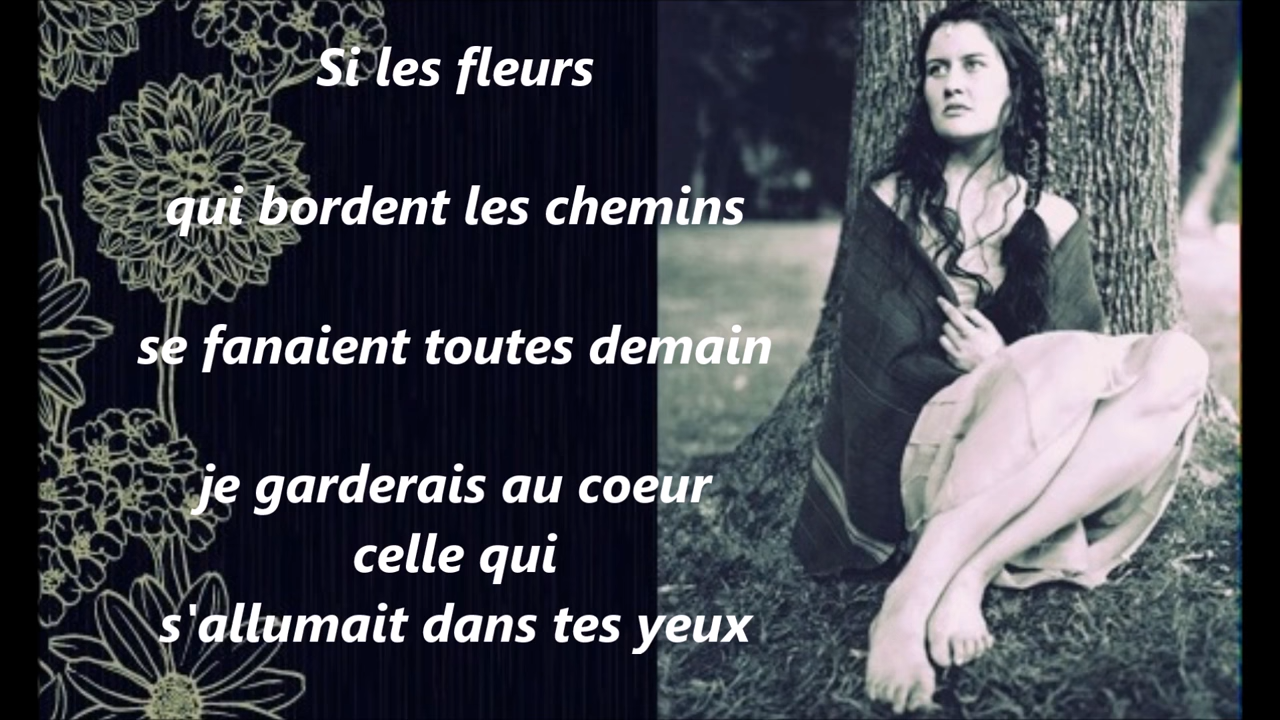 Si les fleurs
qui bordent les chemins
se fanaient toutes demain
je garderais au coeur
celle qui
s'allumait dans tes yeux